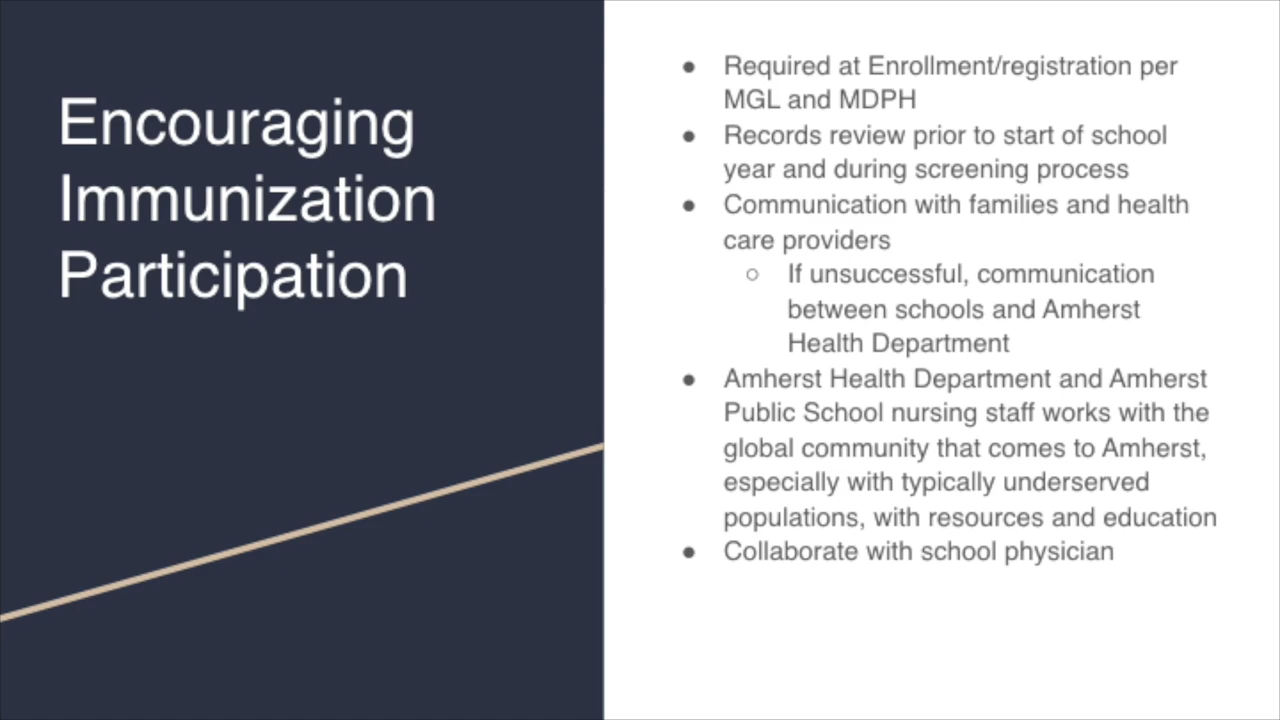 Encouraging
Immunization
Participation
● Required at Enrollment/registration per
MGL and MDPH
● Records review prior to start of school
year and during screening process
● Communication with families and health
care providers
○ If unsuccessful, communication
between schools and Amherst
Health Department
● Amherst Health Department and Amherst
Public School nursing staff works with the
global community that comes to Amherst,
especially with typically underserved
populations, with resources and education
● Collaborate with school physician